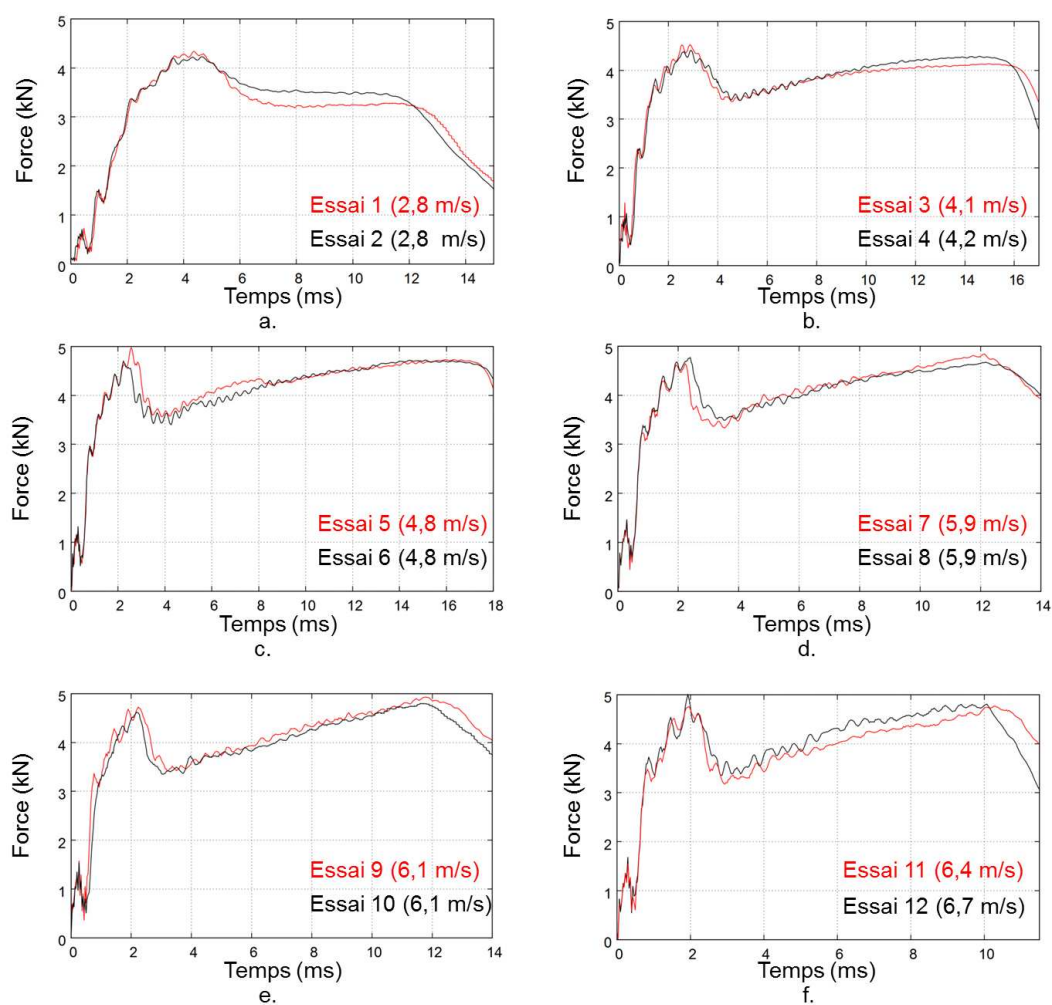 5
4
3
2
1
0
Force (kN)
Essai 1 (2,8 m/s)
Essai 2 (2,8 m/s)
0 2 4 6 8 10 12 14
Temps (ms)
a.
5
4
3
2
1
0
Force (kN)
Essai 3 (4,1 m/s)
Essai 4 (4,2 m/s)
0 2 4 6 8 10 12 14 16
Temps (ms)
b.
5
4
3
2
1
0
Force (kN)
Essai 5 (4,8 m/s)
Essai 6 (4,8 m/s)
0 2 4 6 8 10 12 14 16 18
Temps (ms)
c.
5
4
3
2
1
0
Force (kN)
Essai 7 (5,9 m/s)
Essai 8 (5,9 m/s)
0 2 4 6 8 10 12 14
Temps (ms)
d.
5
4
3
2
1
0
Force (kN)
Essai 9 (6,1 m/s)
Essai 10 (6,1 m/s)
0 2 4 6 8 10 12 14
Temps (ms)
e.
5
4
3
2
1
0
Force (kN)
Essai 11 (6,4 m/s)
Essai 12 (6,7 m/s)
0 2 4 6 8 10
Temps (ms)
f.